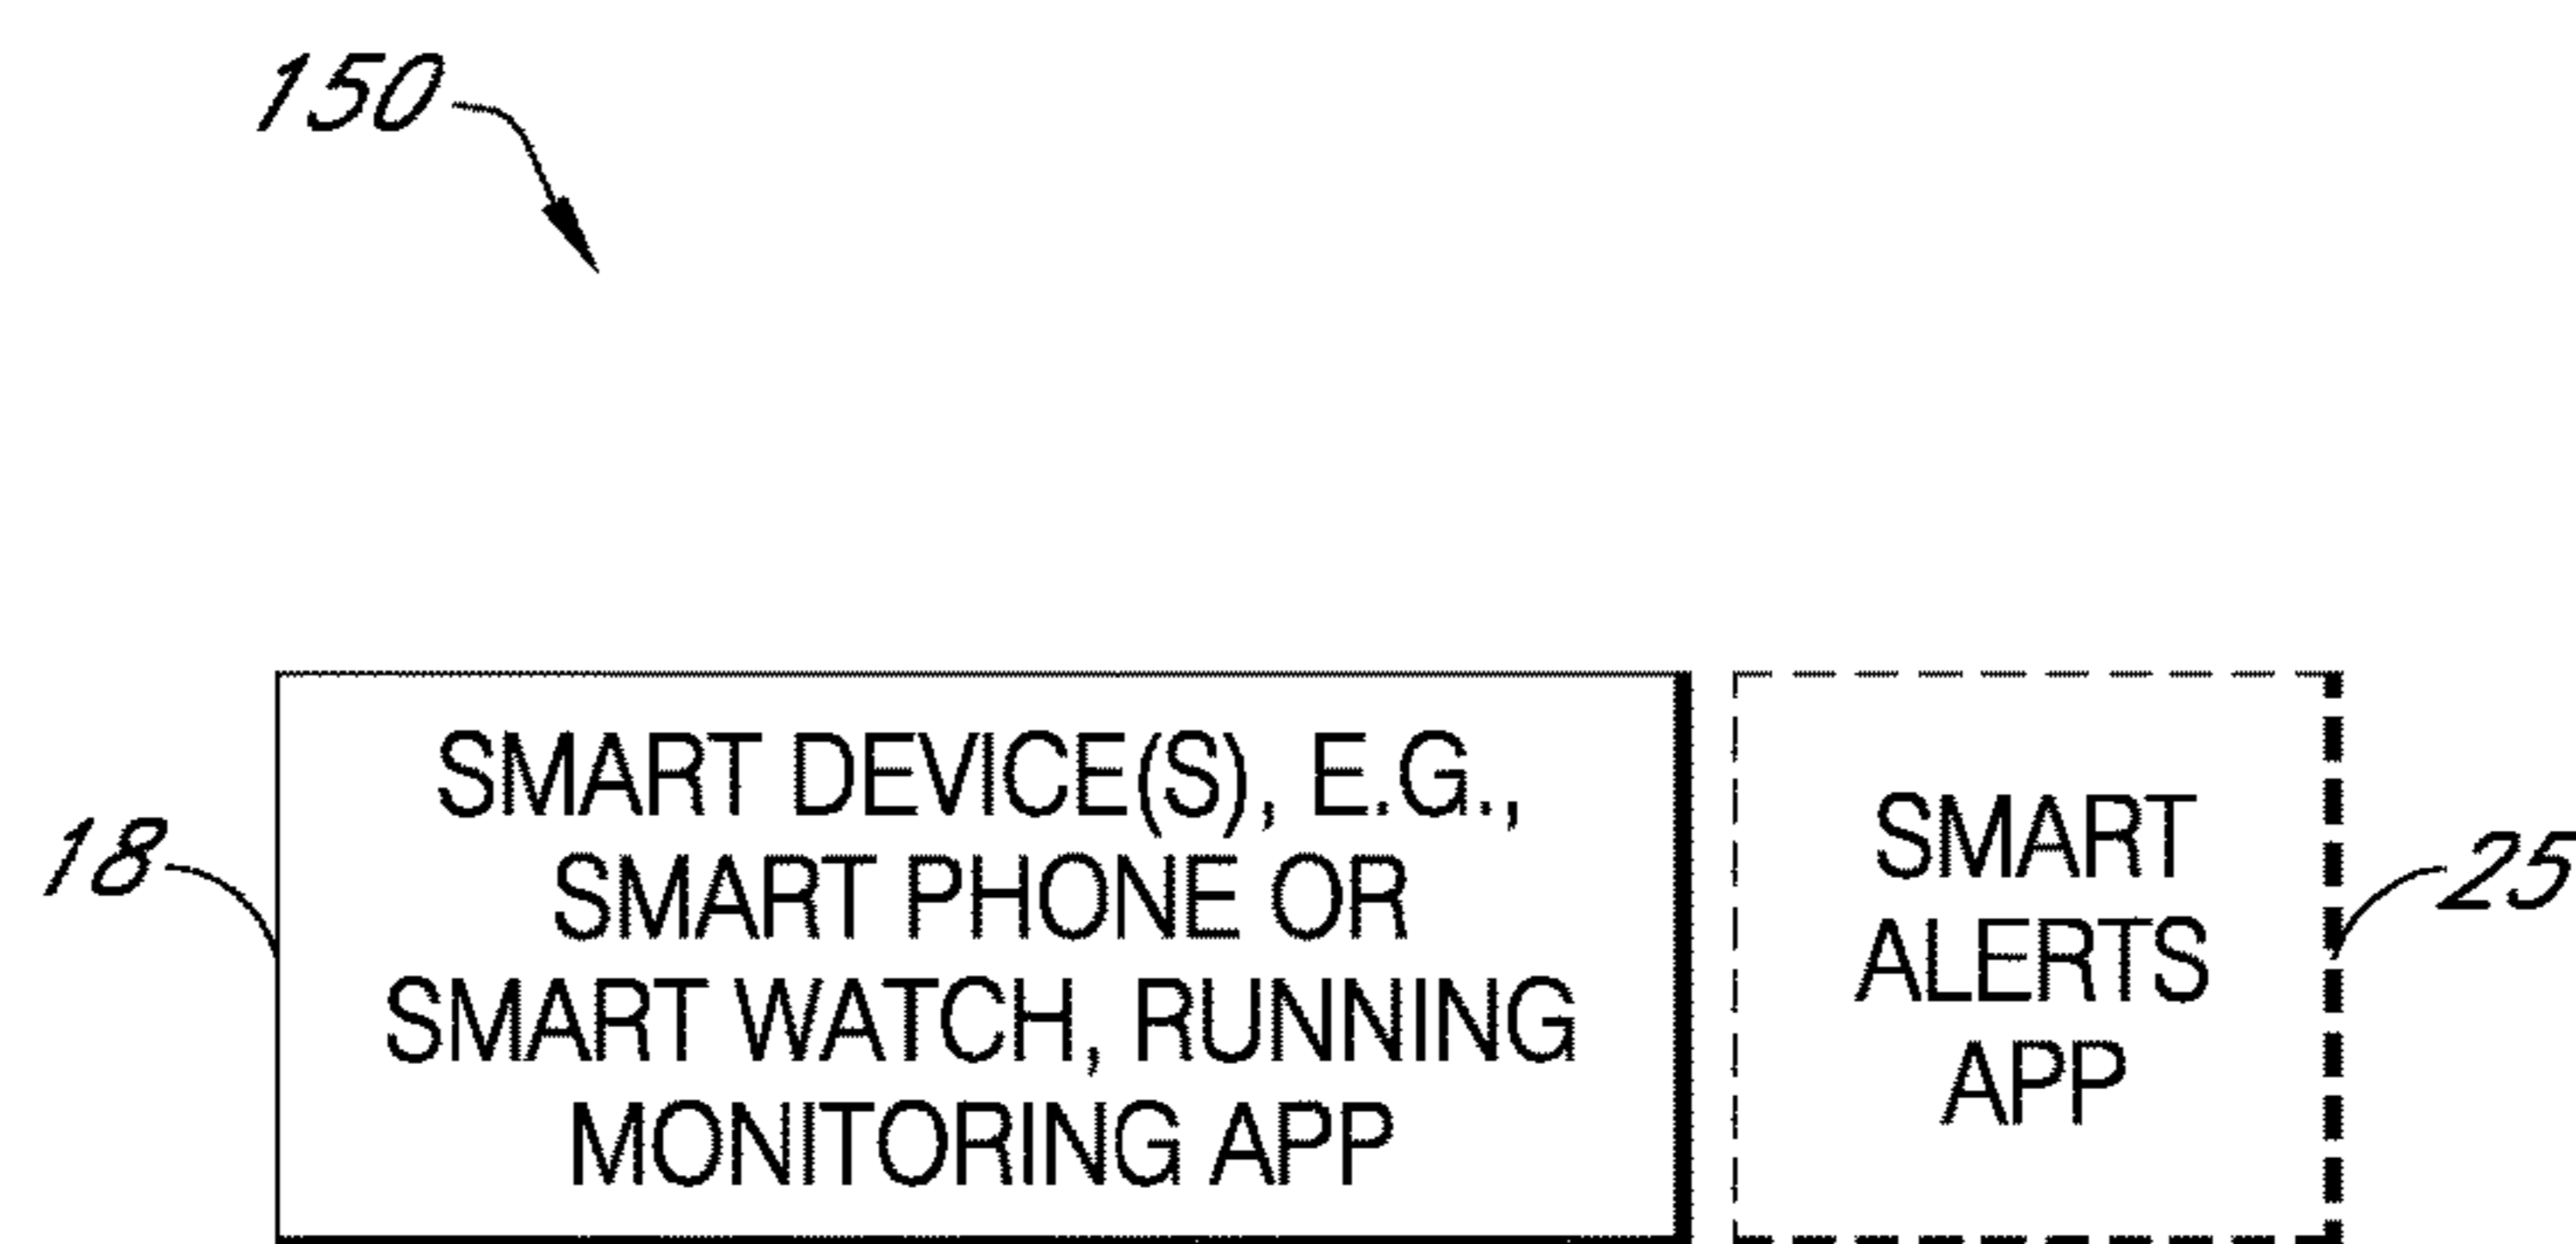 150
SMART DEVICE(S), E.G.,
SMART PHONE OR
SMART WATCH, RUNNING
MONITORING APP
18
SMART
ALERTS
APP
25